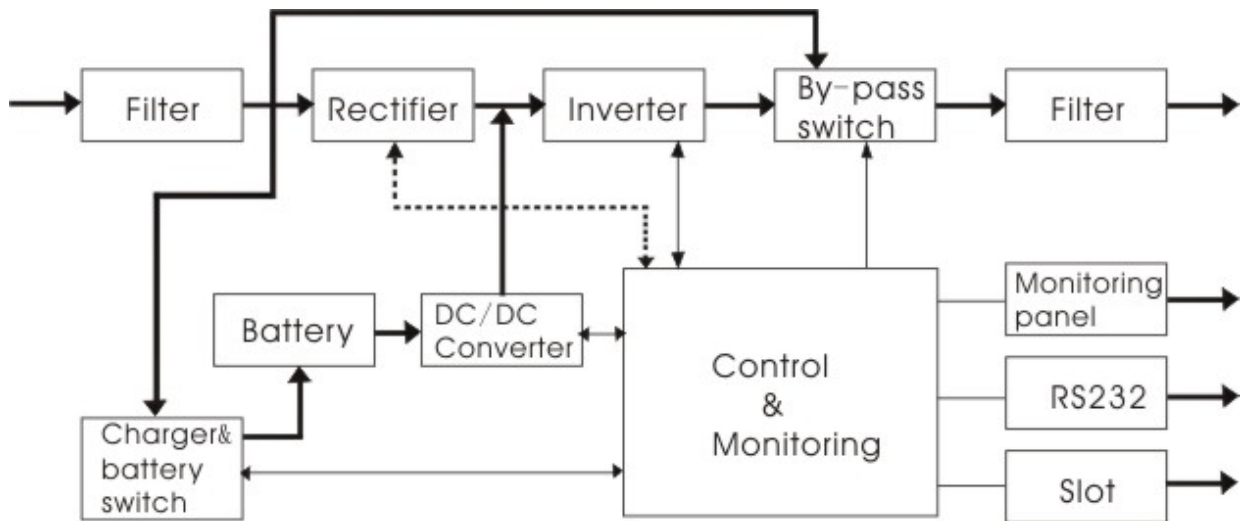 Filter
Rectifier
Inverter
By-pass
switch
Filter
Battery
DC/DC
Converter
Control
&
Monitoring
Monitoring
panel
RS232
Slot
Charger&
battery
switch